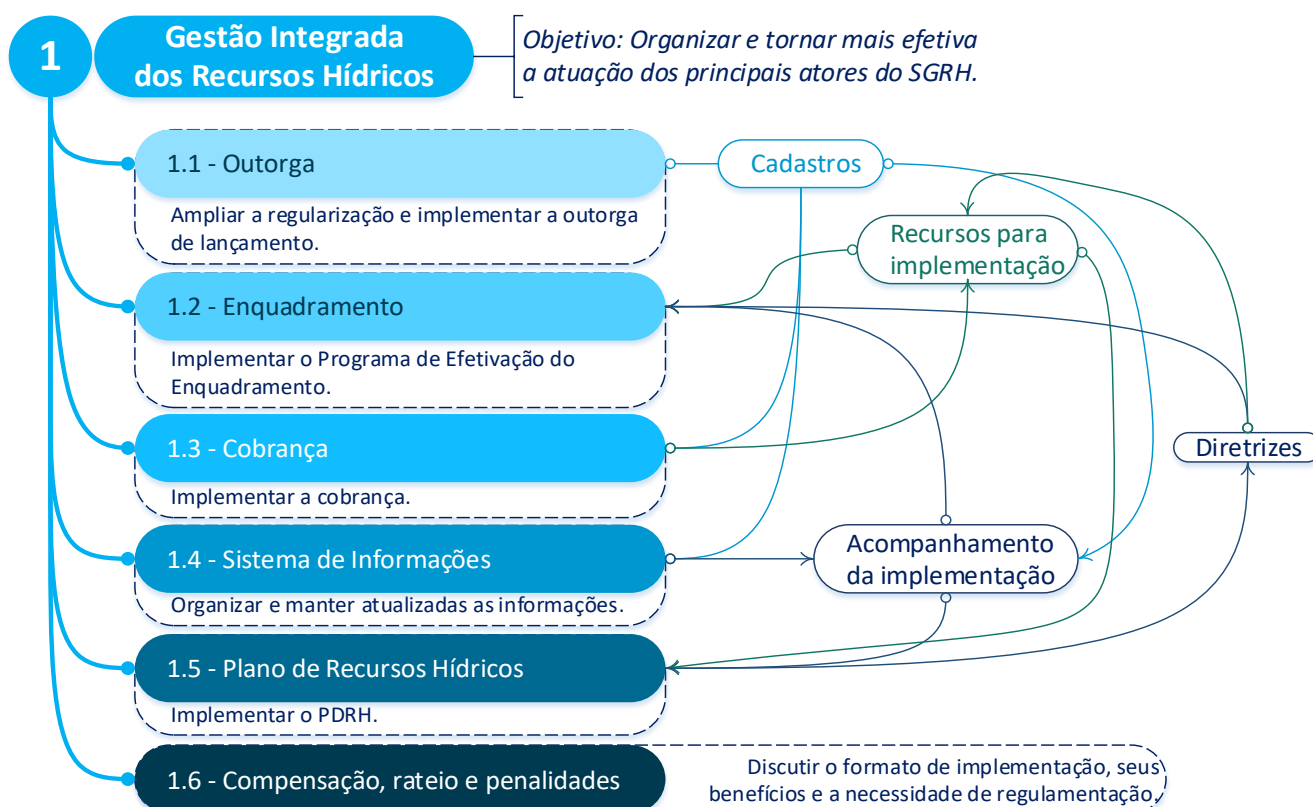 1
Gestão Integrada
dos Recursos Hídricos
Objetivo: Organizar e tornar mais efetiva
a atuação dos principais atores do SGRH.
1.1 - Outorga
Cadastros
Ampliar a regularização e implementar a outorga
de lançamento.
Recursos para
implementação
1.2 - Enquadramento
Implementar o Programa de Efetivação do
Enquadramento.
1.3 - Cobrança
Diretrizes
Implementar a cobrança.
1.4 - Sistema de Informações
Acompanhamento
da implementação
Organizar e manter atualizadas as informações.
1.5 - Plano de Recursos Hídricos
Implementar o PDRH.
1.6 - Compensação, rateio e penalidades
Discutir o formato de implementação, seus
benefícios e a necessidade de regulamentação.